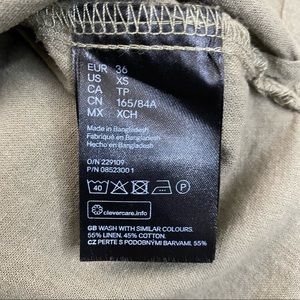 EUR 36
US XS
CA TP
CN 165/84A
MX XCH
Made in Bangladesh
Fabriqué en Bangladesh
Hecho en Bangladesh
O/N 229109
P/N 0852300 1
40 P
clevercare.info
GB WASH WITH SIMILAR COLOURS.
55% LINEN. 45% COTTON.
CZ PERTE S PODOBNÝMI BARVAMI. 55%